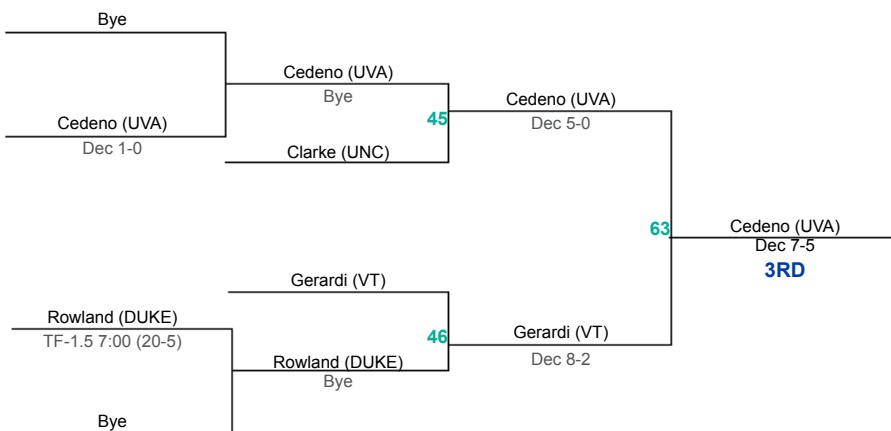 Bye
Cedeno (UVA)
Bye
Cedeno (UVA)
45
Dec 5-0
Cedeno (UVA)
Dec 1-0
Clarke (UNC)
63
Cedeno (UVA)
Dec 7-5
3RD
Gerardi (VT)
Rowland (DUKE)
TF-1.5 7:00 (20-5)
46
Gerardi (VT)
Dec 8-2
Rowland (DUKE)
Bye
Bye